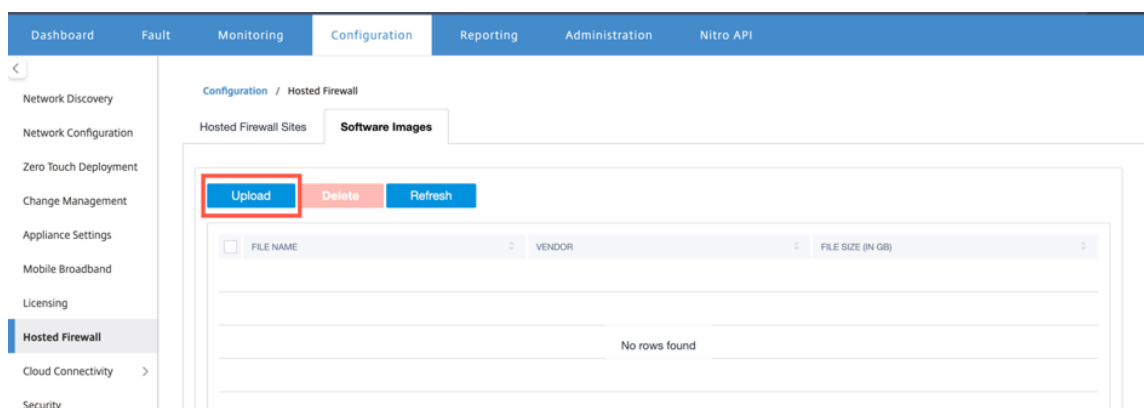 Dashboard Fault Monitoring Configuration Reporting Administration Nitro API
Network Discovery
Network Configuration
Zero Touch Deployment
Change Management
Appliance Settings
Mobile Broadband
Licensing
Hosted Firewall
Cloud Connectivity
Security
Configuration / Hosted Firewall
Hosted Firewall Sites Software Images
Upload Delete Refresh
FILE NAME VENDOR FILE SIZE (IN GB)
No rows found